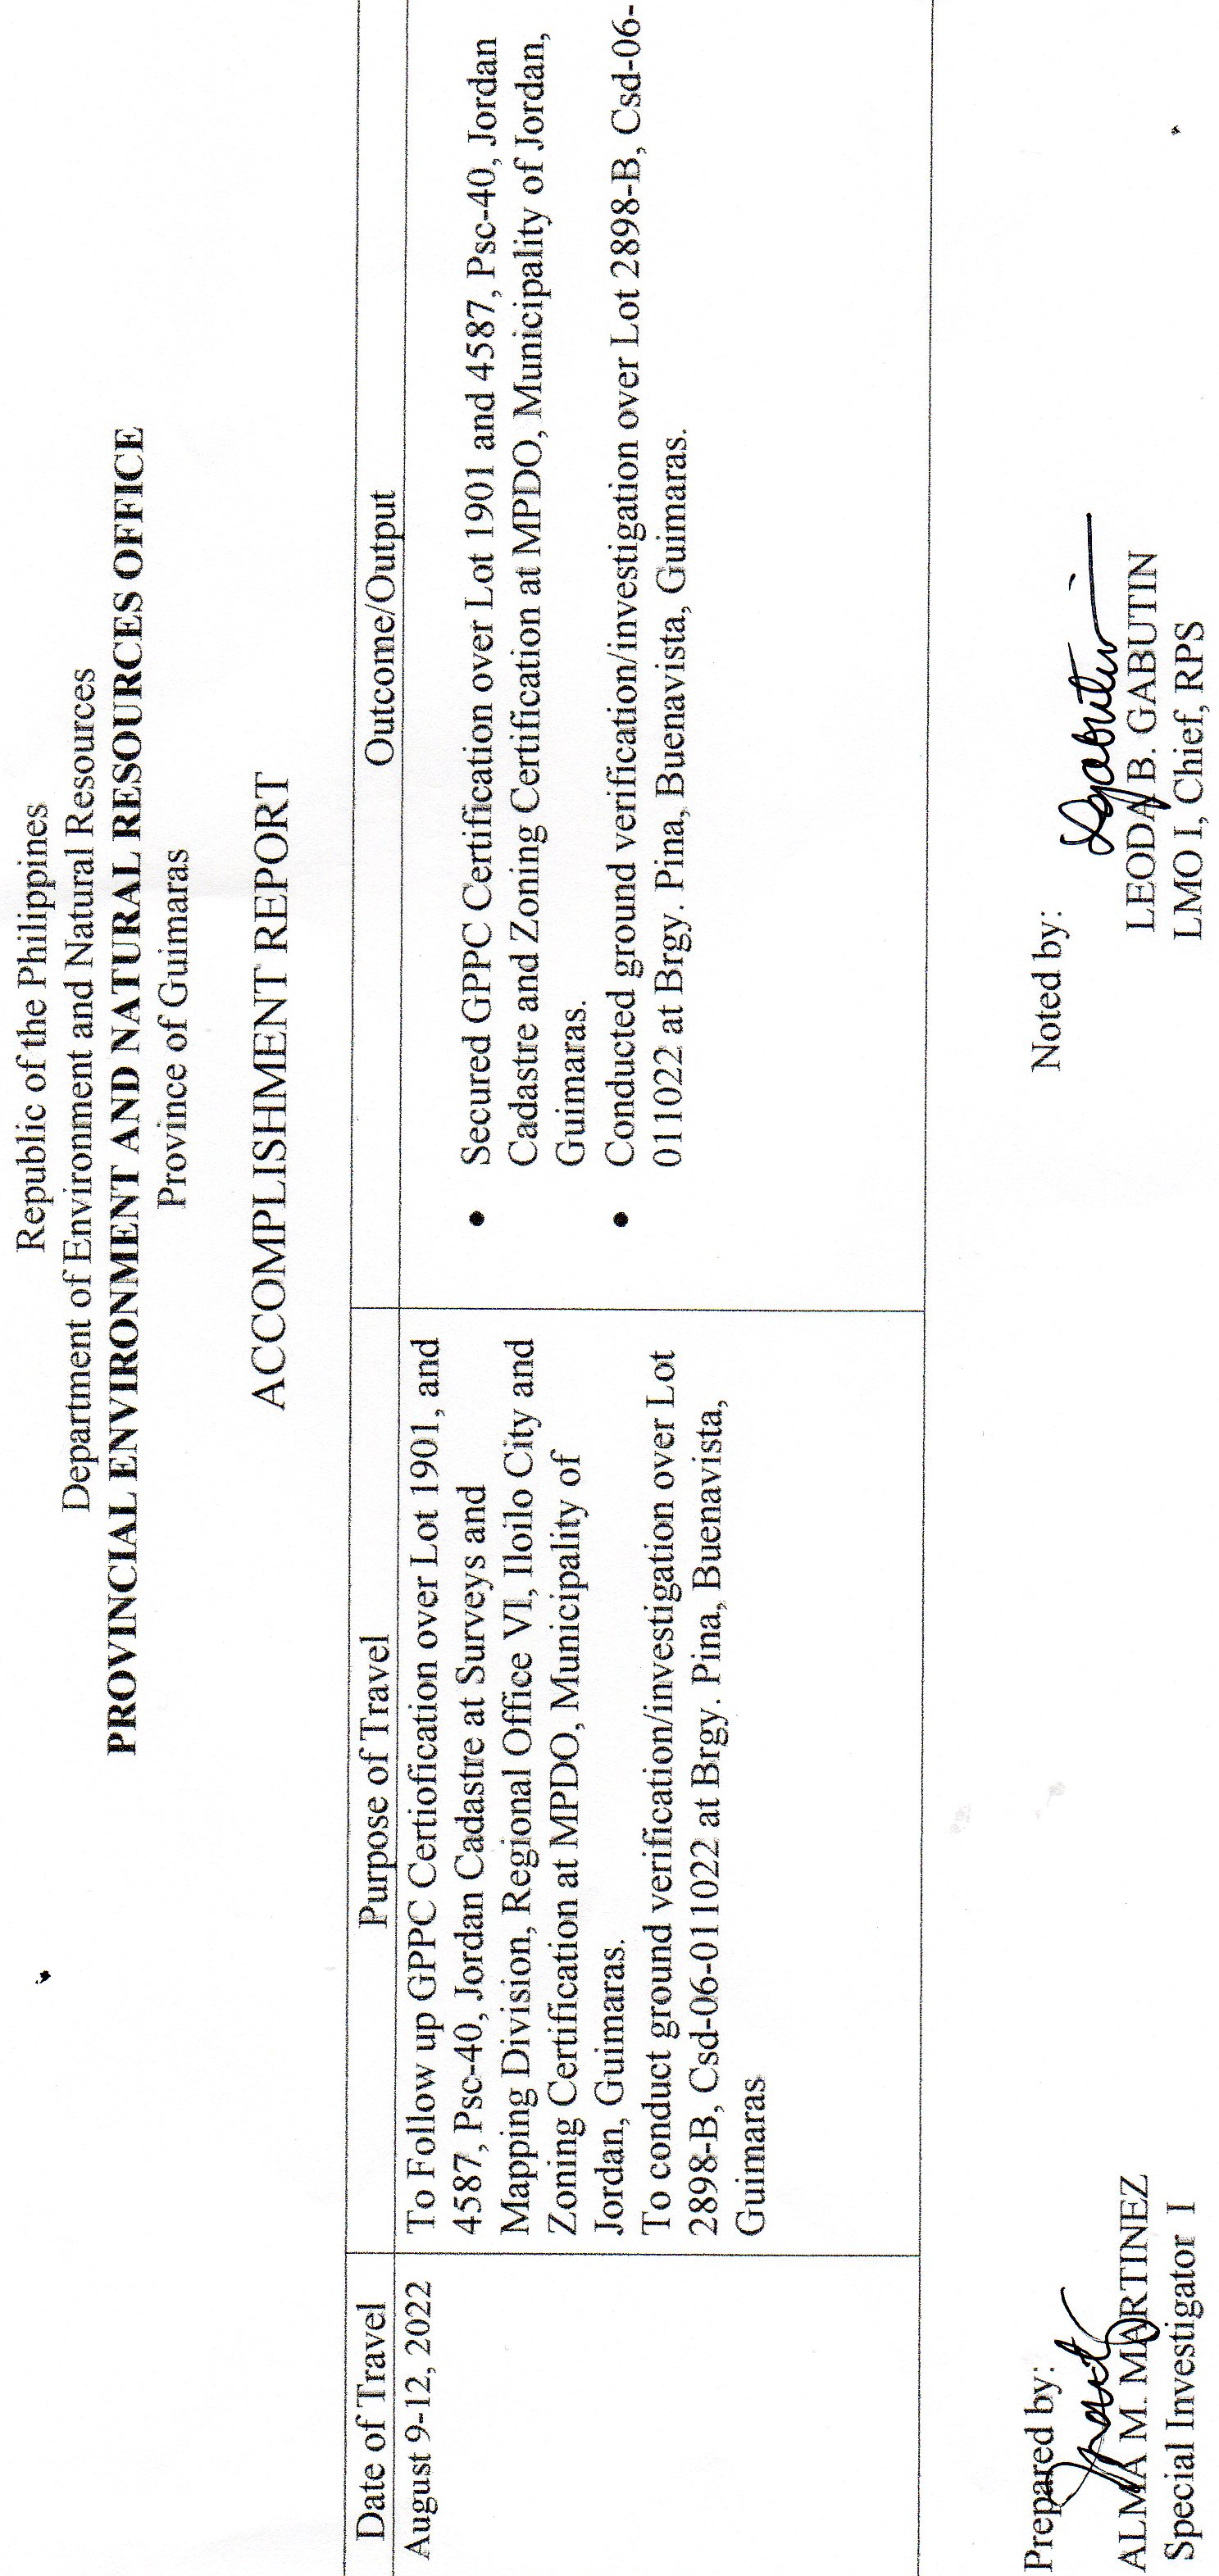 Republic of the Philippines
Department of Environment and Natural Resources
PROVINCIAL ENVIRONMENT AND NATURAL RESOURCES OFFICE
Province of Guimaras
ACCOMPLISHMENT REPORT
Date of Travel
Purpose of Travel
Outcome/Output
August 9-12, 2022
To Follow up GPPC Certiofication over Lot 1901, and
4587, Psc-40, Jordan Cadastre at Surveys and
Mapping Division, Regional Office VI, Iloilo City and
Zoning Certification at MPDO, Municipality of
Jordan, Guimaras.
To conduct ground verification/investigation over Lot
2898-B, Csd-06-011022 at Brgy. Pina, Buenavista,
Guimaras
• Secured GPPC Certification over Lot 1901 and 4587, Psc-40, Jordan
Cadastre and Zoning Certification at MPDO, Municipality of Jordan,
Guimaras.
• Conducted ground verification/investigation over Lot 2898-B, Csd-06-
011022 at Brgy. Pina, Buenavista, Guimaras.
Prepared by:
ALMA M. MARTINEZ
Special Investigator I
Noted by:
LEODA B. GABUTIN
LMO I, Chief, RPS